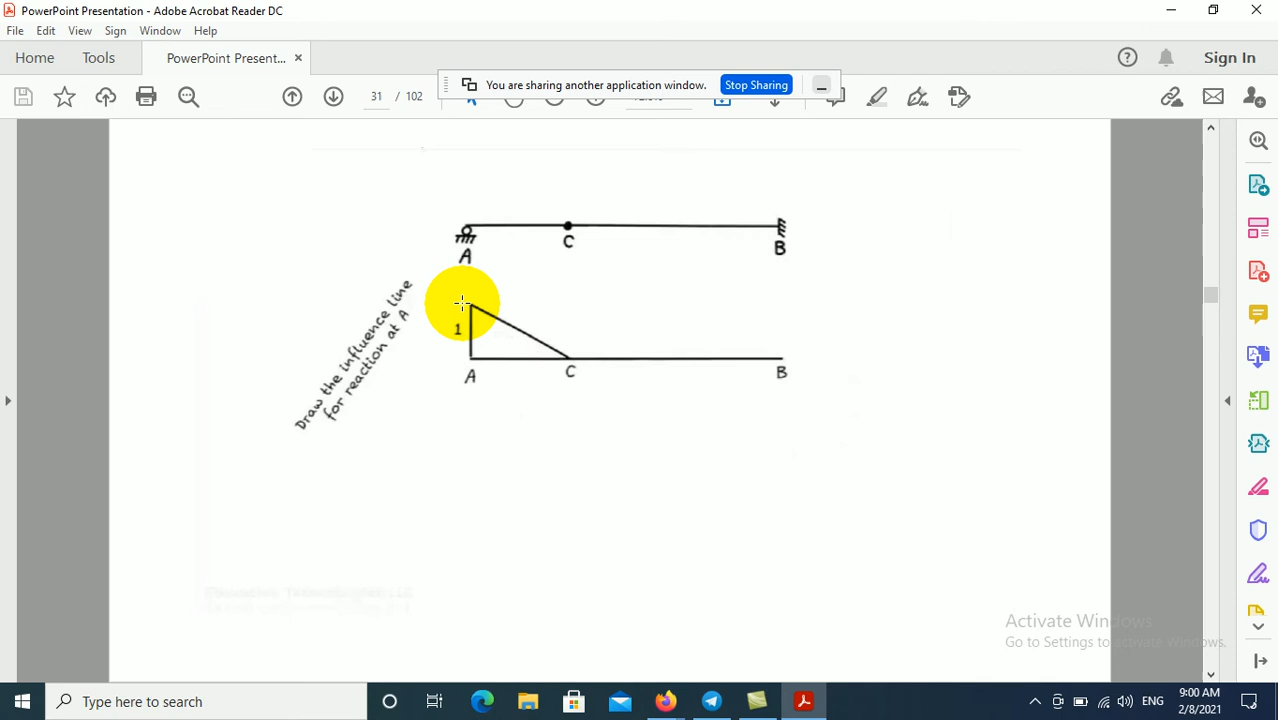 PowerPoint Presentation - Adobe Acrobat Reader DC
File Edit View Sign Window Help
Home Tools PowerPoint Present... × Sign In
You are sharing another application window. Stop Sharing
31 / 102
A
C
B
Draw the influence line
for reaction at A
1
A
C
B
Activate Windows
Go to Settings to activate Windows.
Type here to search
ENG
9:00 AM
2/8/2021